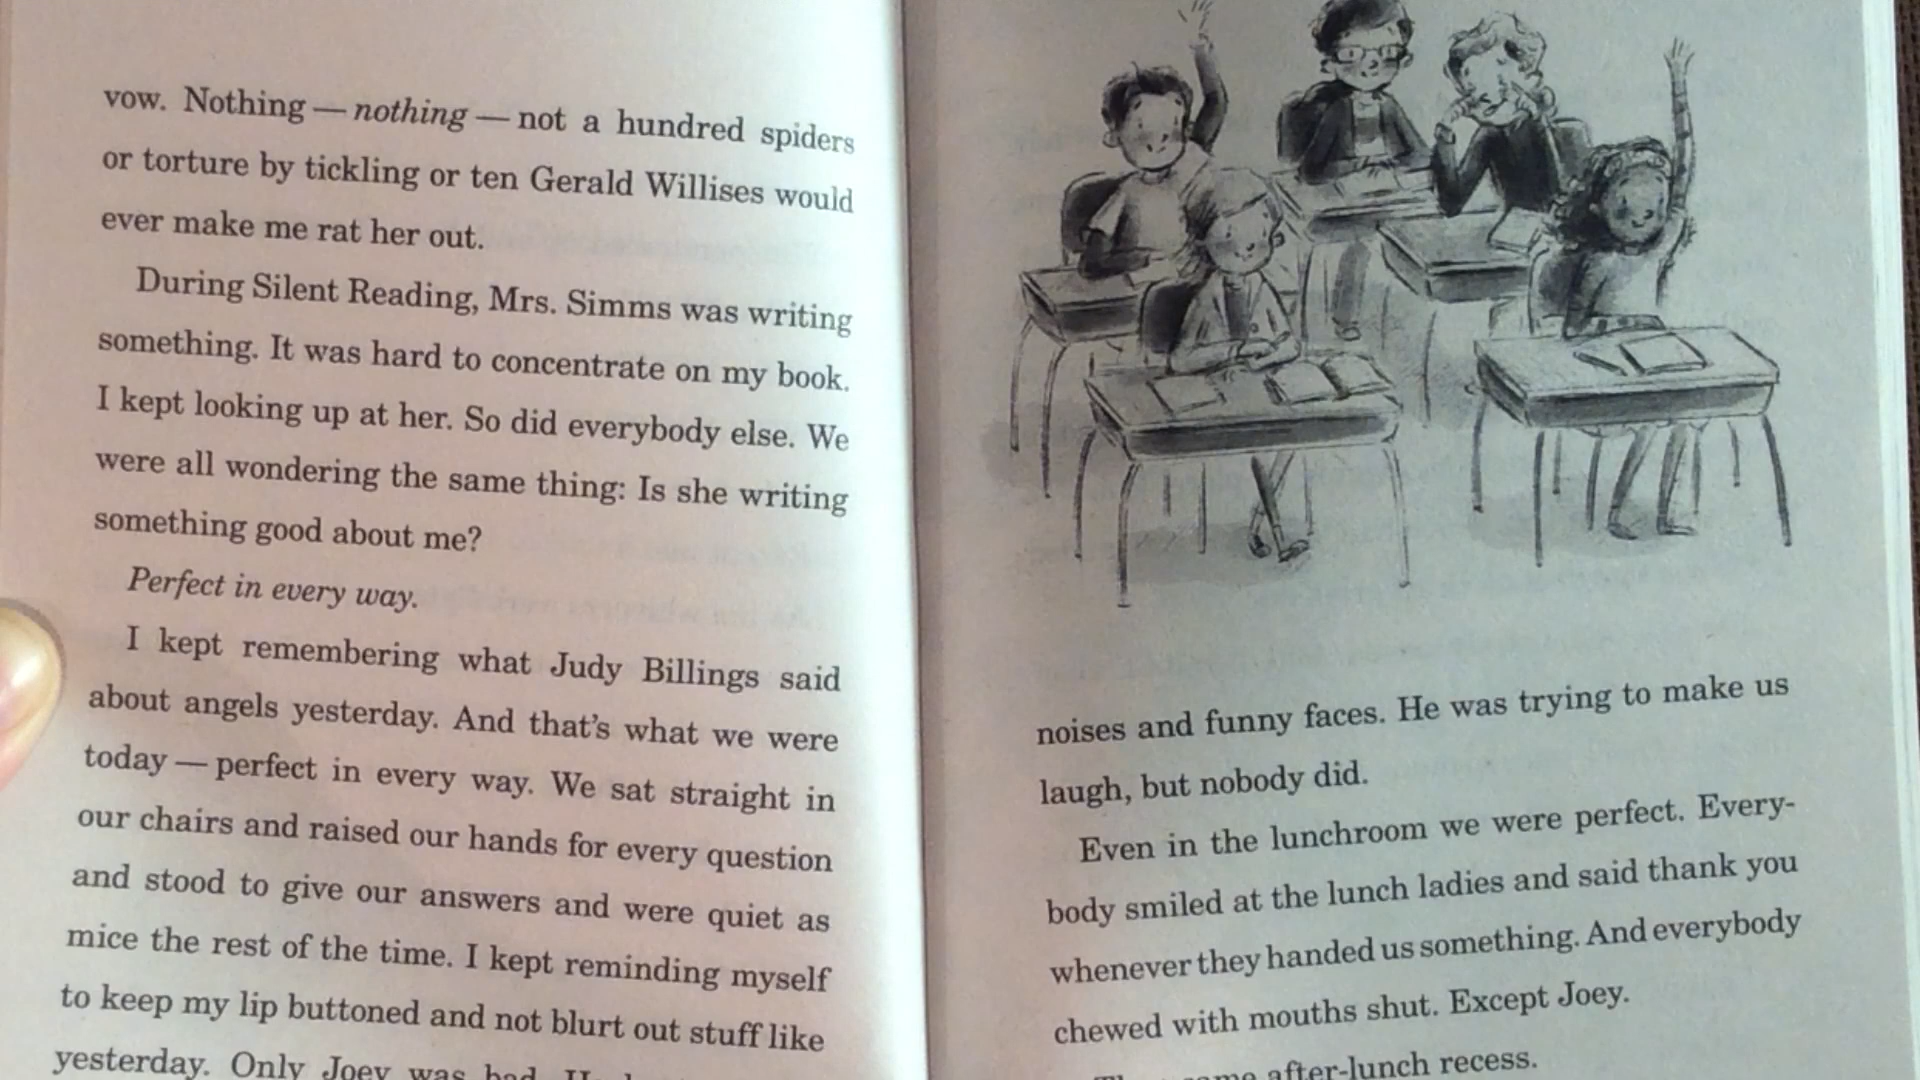 vow. Nothing — nothing — not a hundred spiders
or torture by tickling or ten Gerald Willises would
ever make me rat her out.
During Silent Reading, Mrs. Simms was writing
something. It was hard to concentrate on my book.
I kept looking up at her. So did everybody else. We
were all wondering the same thing: Is she writing
something good about me?
Perfect in every way.
I kept remembering what Judy Billings said
about angels yesterday. And that's what we were
today — perfect in every way. We sat straight in
our chairs and raised our hands for every question
and stood to give our answers and were quiet as
mice the rest of the time. I kept reminding myself
to keep my lip buttoned and not blurt out stuff like
yesterday. Only Joey was bad.
noises and funny faces. He was trying to make us
laugh, but nobody did.
Even in the lunchroom we were perfect. Every-
body smiled at the lunch ladies and said thank you
whenever they handed us something. And everybody
chewed with mouths shut. Except Joey.
after-lunch recess.